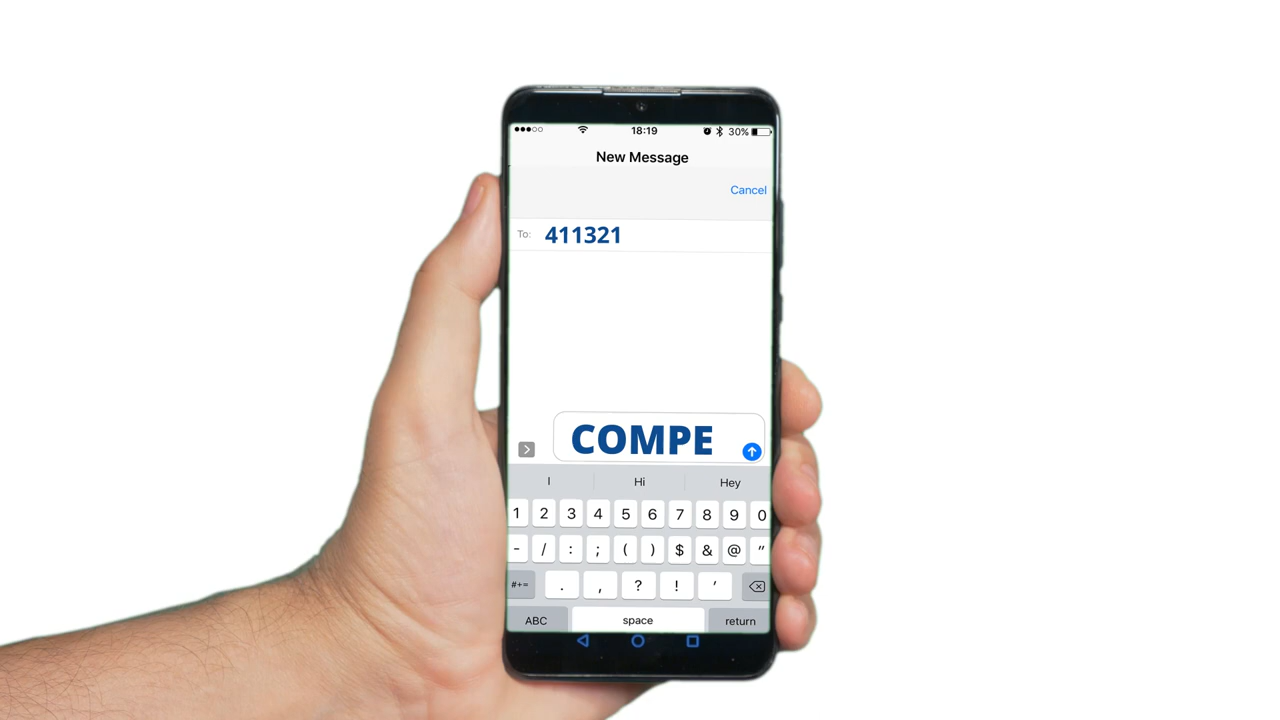 18:19 30%
New Message
Cancel
To: 411321
COMPE
I Hi Hey
1 2 3 4 5 6 7 8 9 0
- / : ; ( ) $ & @ "
#+= . , ? ! '
ABC space return